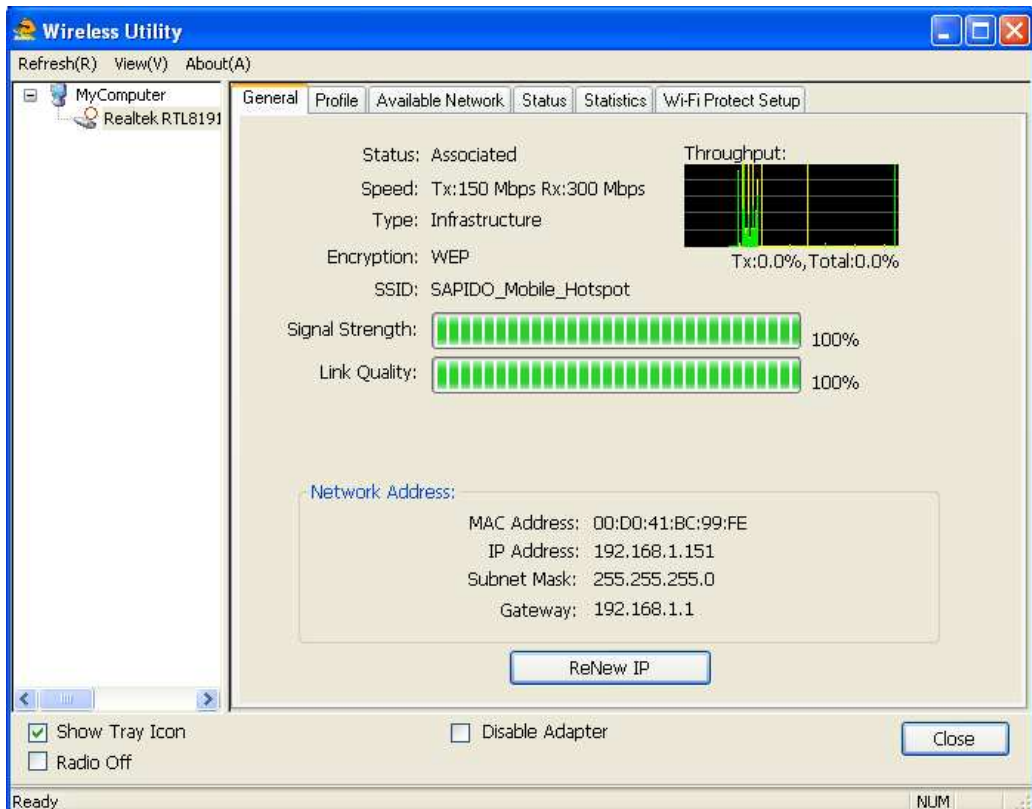 Wireless Utility
Refresh(R) View(V) About(A)
MyComputer
Realtek RTL8191
General Profile Available Network Status Statistics Wi-Fi Protect Setup
Status: Associated
Speed: Tx:150 Mbps Rx:300 Mbps
Type: Infrastructure
Encryption: WEP
SSID: SAPIDO_Mobile_Hotspot
Signal Strength: 100%
Link Quality: 100%
Throughput:
Tx:0.0%, Total:0.0%
Network Address:
MAC Address: 00:D0:41:BC:99:FE
IP Address: 192.168.1.151
Subnet Mask: 255.255.255.0
Gateway: 192.168.1.1
ReNew IP
Show Tray Icon
Radio Off
Disable Adapter
Close
Ready
NUM